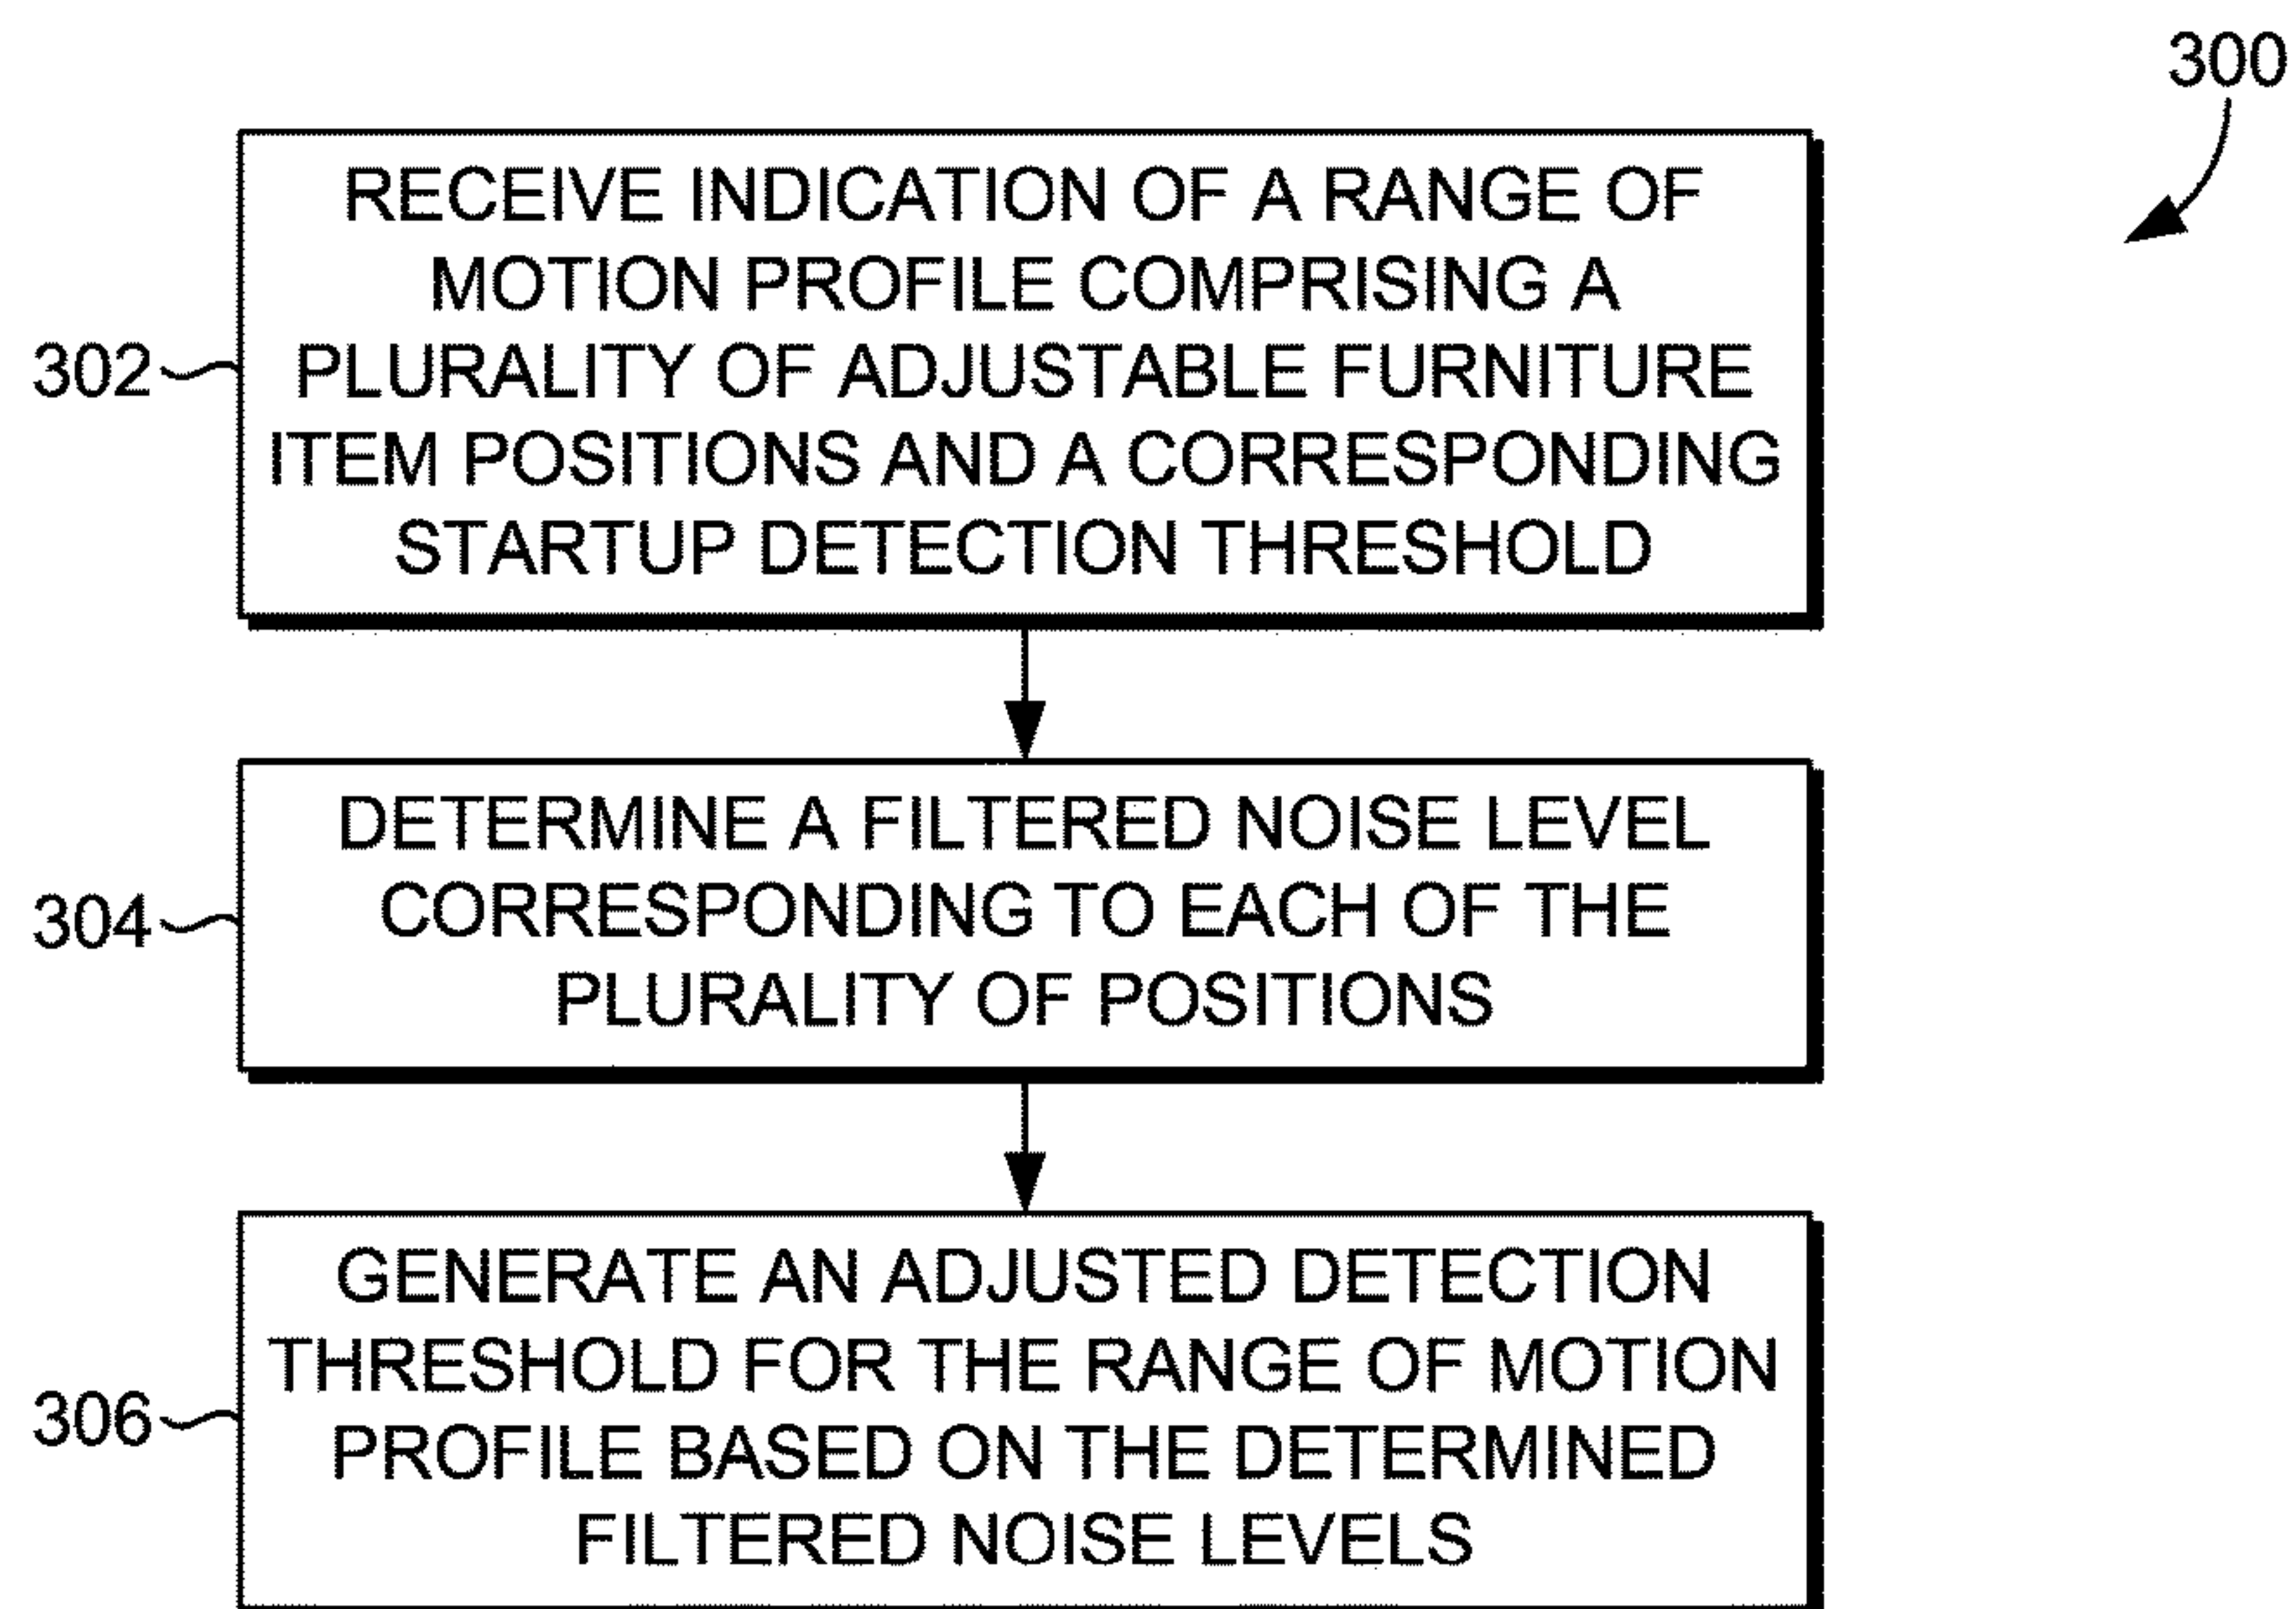 300
RECEIVE INDICATION OF A RANGE OF
MOTION PROFILE COMPRISING A
302
PLURALITY OF ADJUSTABLE FURNITURE
ITEM POSITIONS AND A CORRESPONDING
STARTUP DETECTION THRESHOLD
DETERMINE A FILTERED NOISE LEVEL
304
CORRESPONDING TO EACH OF THE
PLURALITY OF POSITIONS
GENERATE AN ADJUSTED DETECTION
THRESHOLD FOR THE RANGE OF MOTION
306
PROFILE BASED ON THE DETERMINED
FILTERED NOISE LEVELS